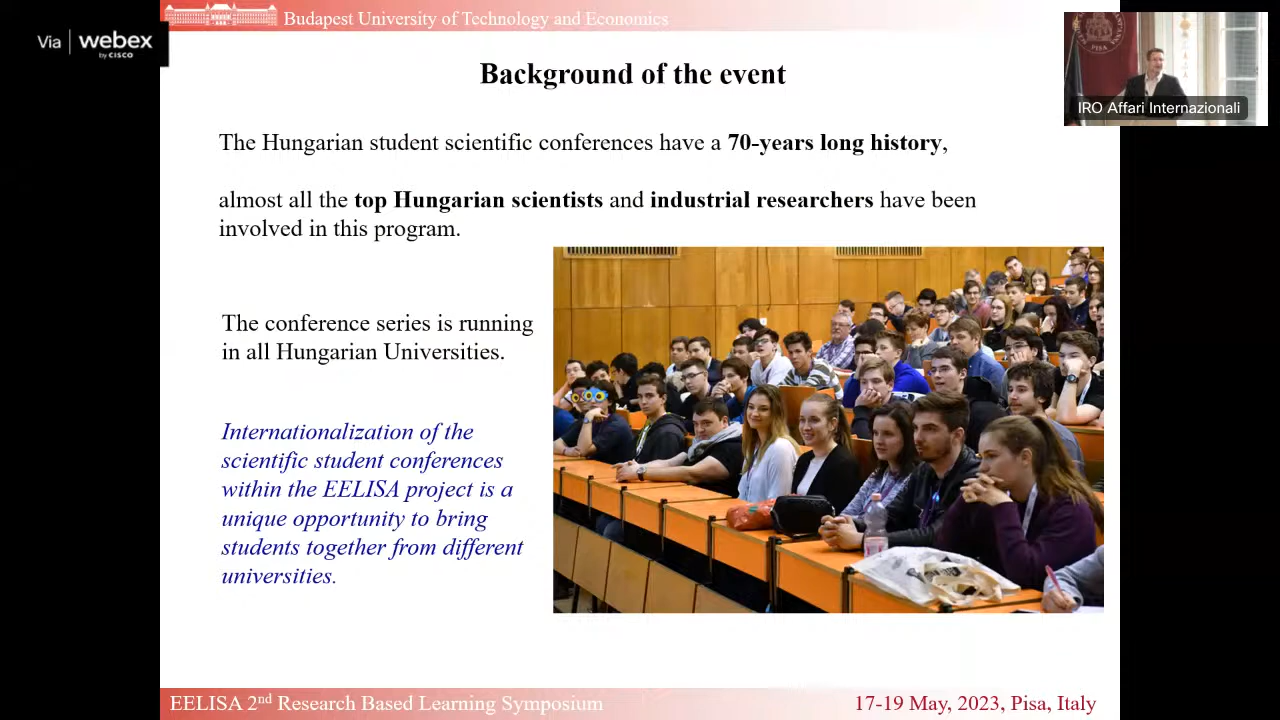 Via webex
by CISCO
Budapest University of Technology and Economics
IRO Affari Internazionali
PISA
Background of the event
The Hungarian student scientific conferences have a 70-years long history,
almost all the top Hungarian scientists and industrial researchers have been
involved in this program.
The conference series is running
in all Hungarian Universities.
Internationalization of the
scientific student conferences
within the EELISA project is a
unique opportunity to bring
students together from different
universities.
EELISA 2nd Research Based Learning Symposium
17-19 May, 2023, Pisa, Italy